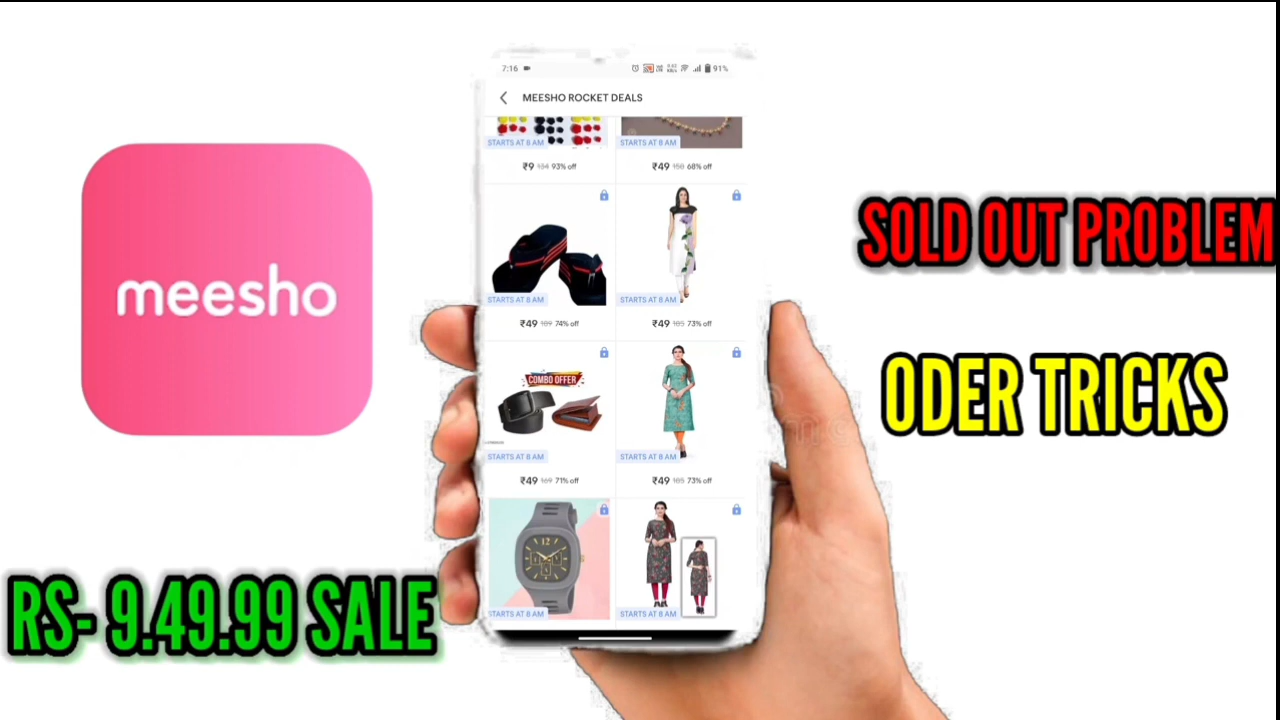 7:16
91%
MEESHO ROCKET DEALS
STARTS AT 8 AM
STARTS AT 8 AM
₹9 134 93% off
₹49 150 68% off
STARTS AT 8 AM
STARTS AT 8 AM
₹49 189 74% off
₹49 185 73% off
COMBO OFFER
STARTS AT 8 AM
STARTS AT 8 AM
₹49 169 71% off
₹49 185 73% off
STARTS AT 8 AM
STARTS AT 8 AM
meesho
SOLD OUT PROBLEM
ODER TRICKS
RS- 9.49.99 SALE